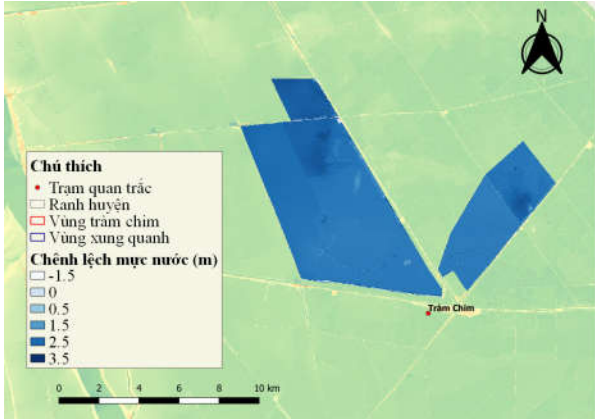 N
Chú thích
Trạm quan trắc
Ranh huyện
Vùng tràm chim
Vùng xung quanh
Chênh lệch mực nước (m)
-1.5
0
0.5
1.5
2.5
3.5
Tràm Chim
0 2 4 6 8 10 km